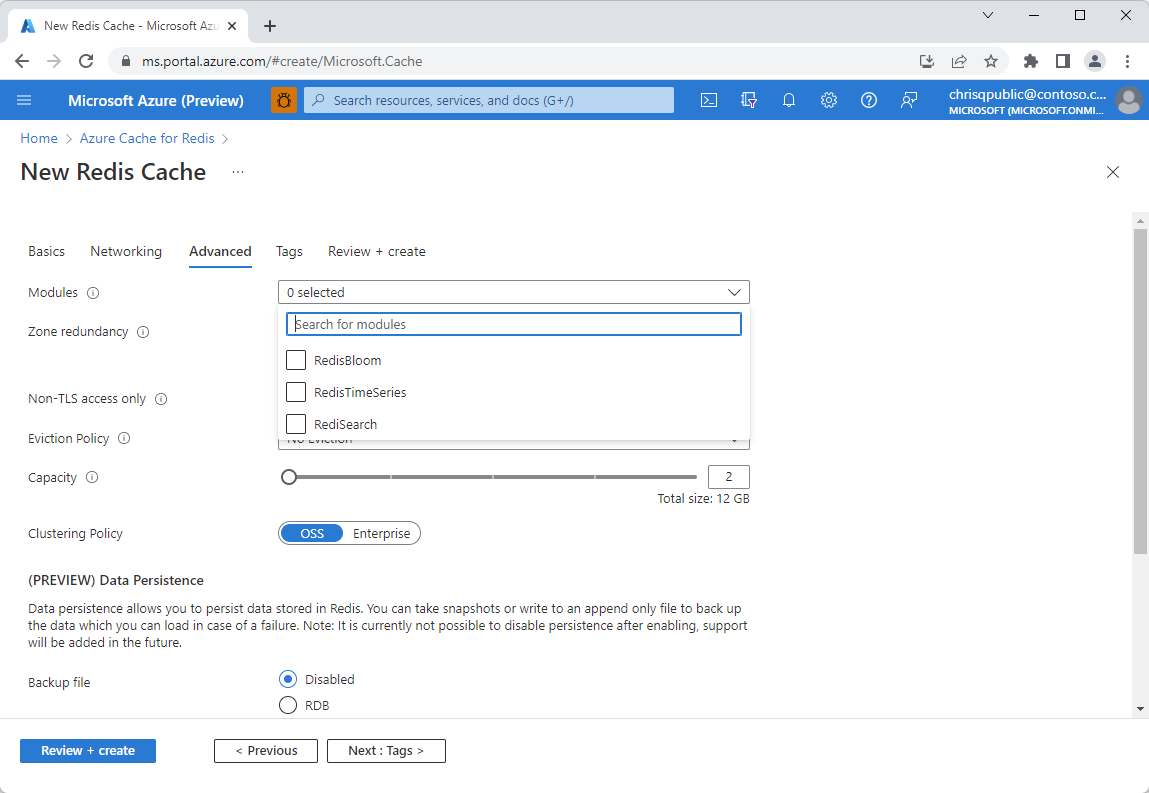 New Redis Cache - Microsoft Azu
ms.portal.azure.com/#create/Microsoft.Cache
Microsoft Azure (Preview)
Search resources, services, and docs (G+/)
chrisqpublic@contoso.c...
MICROSOFT (MICROSOFT.ONMI...
Home > Azure Cache for Redis >
New Redis Cache ...
Basics Networking Advanced Tags Review + create
Modules
0 selected
Search for modules
Zone redundancy
RedisBloom
RedisTimeSeries
Non-TLS access only
RediSearch
Eviction Policy
No Eviction
Capacity
2
Total size: 12 GB
Clustering Policy
OSS Enterprise
(PREVIEW) Data Persistence
Data persistence allows you to persist data stored in Redis. You can take snapshots or write to an append only file to back up
the data which you can load in case of a failure. Note: It is currently not possible to disable persistence after enabling, support
will be added in the future.
Backup file
Disabled
RDB
Review + create
< Previous
Next : Tags >